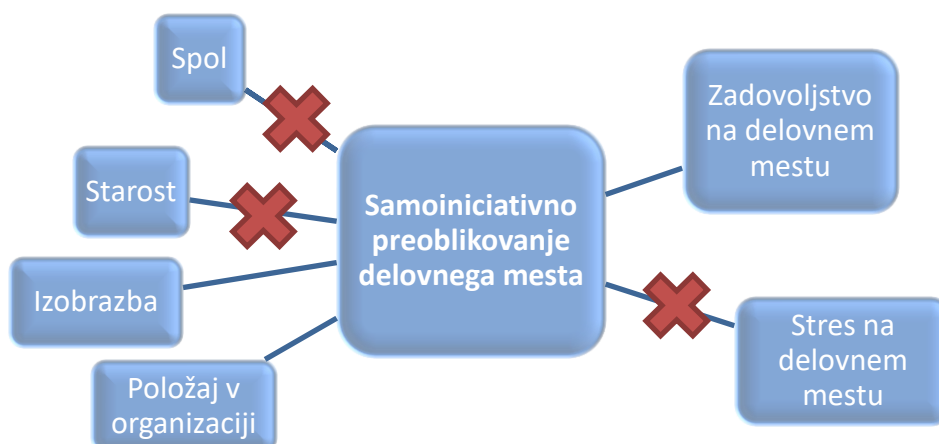 Spol
Starost
Izobrazba
Položaj v
organizaciji
Samoiniciativno
preoblikovanje
delovnega mesta
Zadovoljstvo
na delovnem
mestu
Stres na
delovnem
mestu